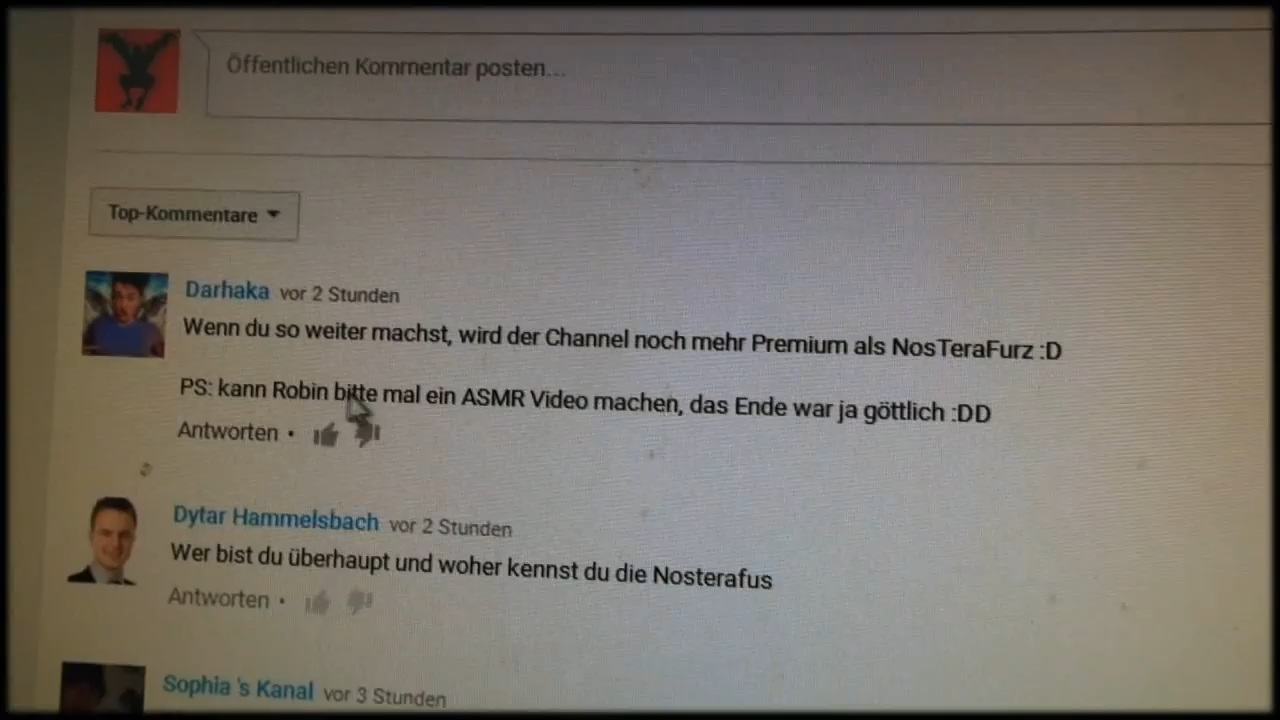 Öffentlichen Kommentar posten...
Top-Kommentare
Darhaka vor 2 Stunden
Wenn du so weiter machst, wird der Channel noch mehr Premium als NosTeraFurz :D
PS: kann Robin bitte mal ein ASMR Video machen, das Ende war ja göttlich :DD
Antworten •
Dytar Hammelsbach vor 2 Stunden
Wer bist du überhaupt und woher kennst du die Nosterafus
Antworten •
Sophia 's Kanal vor 3 Stunden